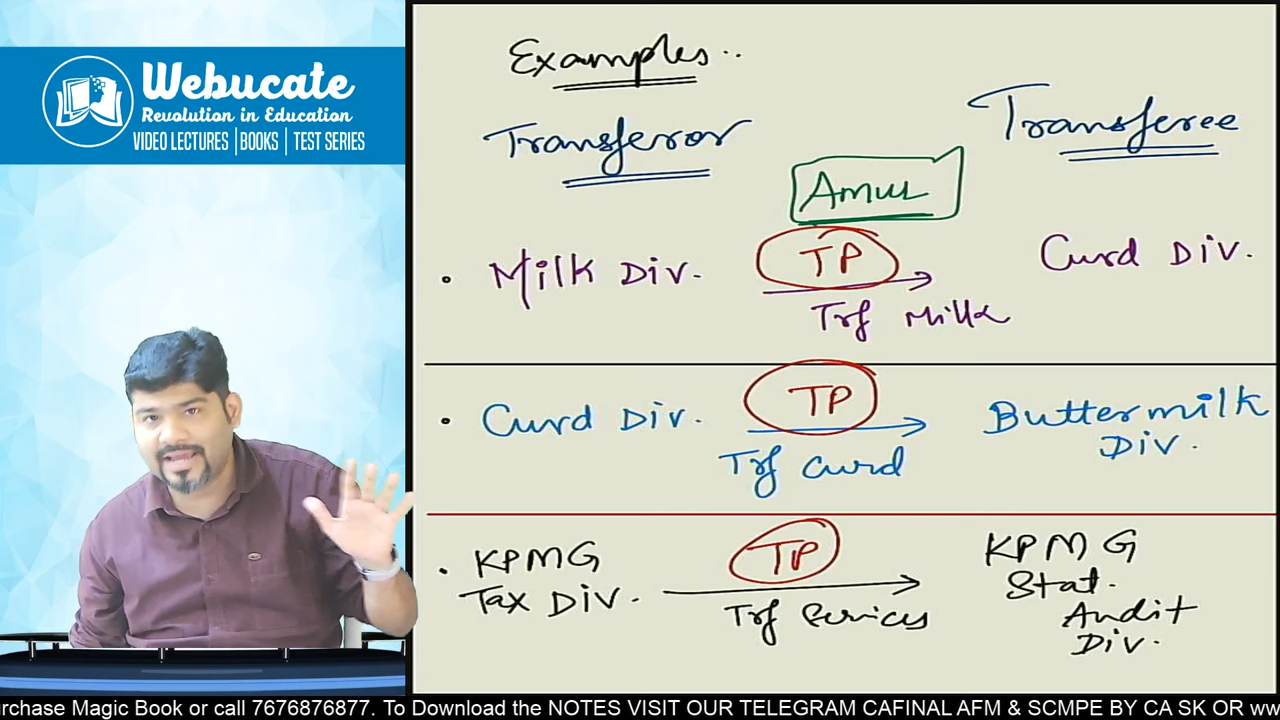 Webucate
Revolution in Education
VIDEO LECTURES | BOOKS | TEST SERIES
Examples..
Transferor
Transferee
Amul
• Milk Div.
TP
Trf Milk
Curd Div.
• Curd Div.
TP
Trf Curd
Buttermilk
Div.
• KPMG
Tax Div.
TP
Trf Services
KPMG
Stat.
Audit
Div.
urchase Magic Book or call 7676876877. To Download the NOTES VISIT OUR TELEGRAM CAFINAL AFM & SCMPE BY CA SK OR ww